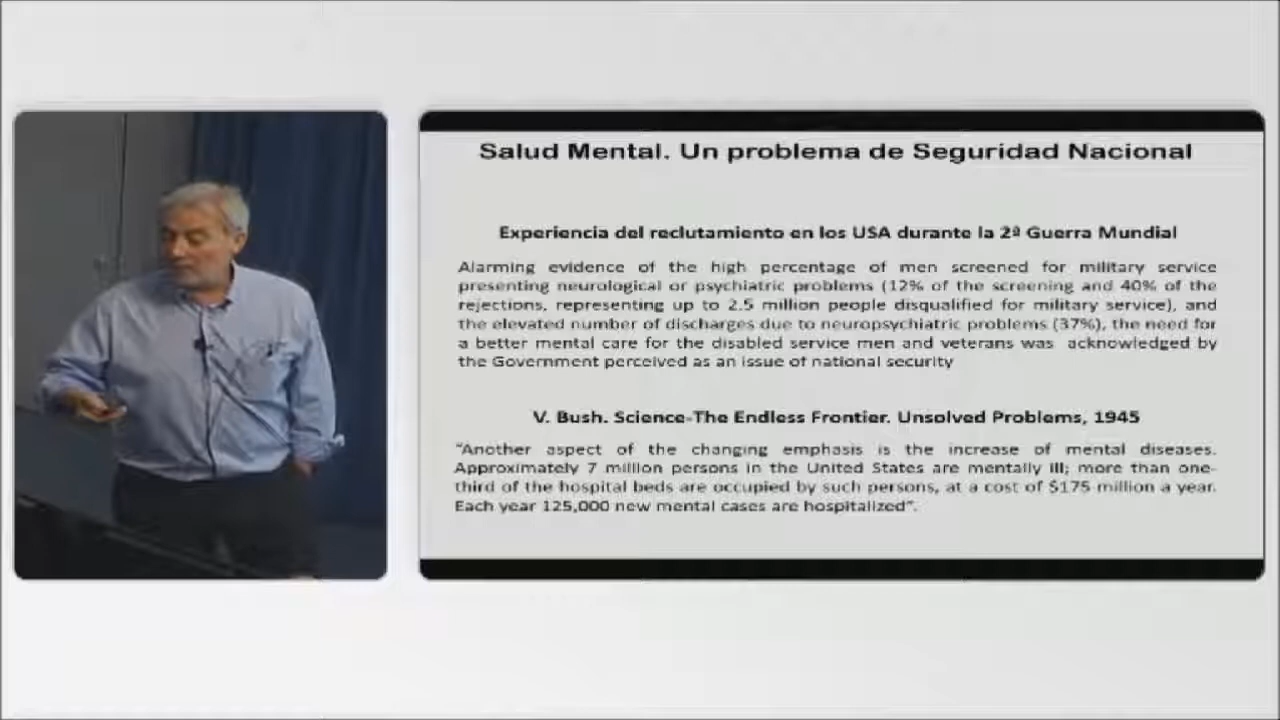 Salud Mental. Un problema de Seguridad Nacional
Experiencia del reclutamiento en los USA durante la 2ª Guerra Mundial
Alarming evidence of the high percentage of men screened for military service
presenting neurological or psychiatric problems (12% of the screening and 40% of the
rejections, representing up to 2.5 million people disqualified for military service), and
the elevated number of discharges due to neuropsychiatric problems (37%), the need for
a better mental care for the disabled service men and veterans was acknowledged by
the Government perceived as an issue of national security
V. Bush. Science-The Endless Frontier. Unsolved Problems, 1945
"Another aspect of the changing emphasis is the increase of mental diseases.
Approximately 7 million persons in the United States are mentally ill; more than one-
third of the hospital beds are occupied by such persons, at a cost of $175 million a year.
Each year 125,000 new mental cases are hospitalized".